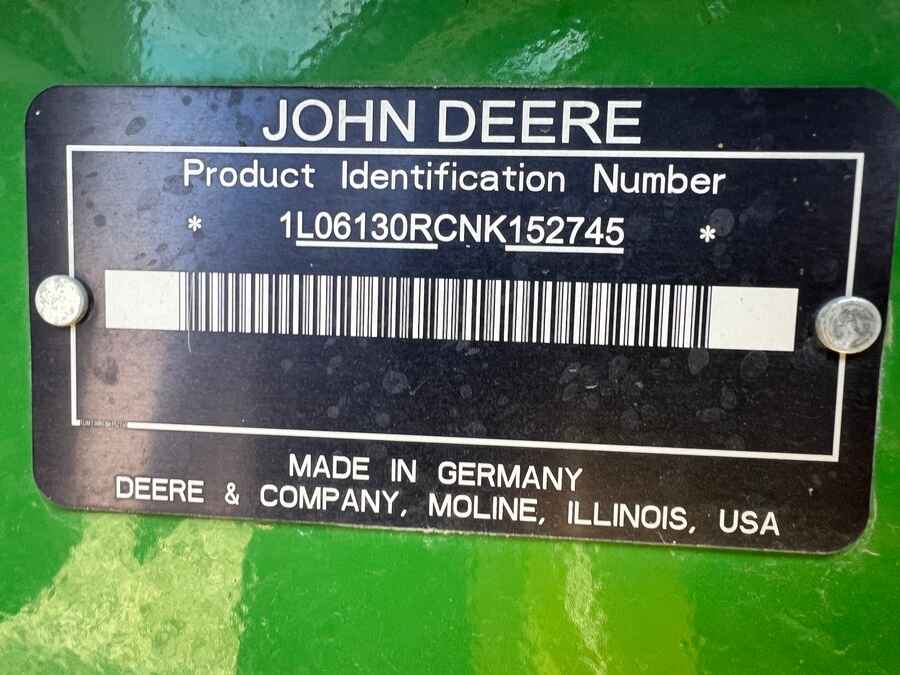 JOHN DEERE
Product Identification Number
* 1L06130RCNK152745 *
MADE IN GERMANY
DEERE & COMPANY, MOLINE, ILLINOIS, USA